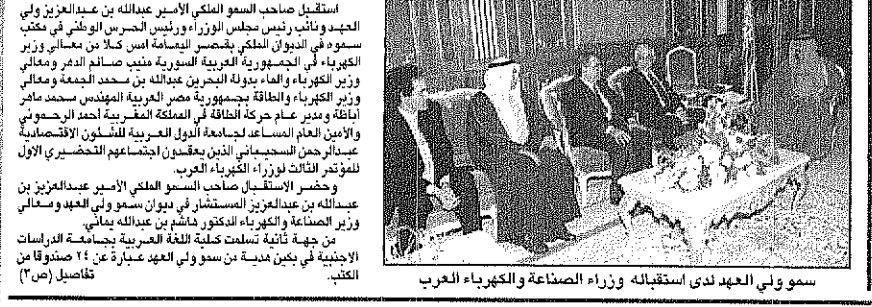 استقبل صاحب السمو الملكي الأمير عبدالله بن عبدالعزيز ولي
العهد ونائب رئيس مجلس الوزراء ورئيس الحرس الوطني في مكتب
سموه في الديوان الملكي بقصر اليمامة امس كلا من معالي وزير
الكهرباء في الجمهورية العربية السورية منيب صائم الدهر ومعالي
وزير الكهرباء والماء بدولة البحرين عبدالله بن محمد الجمعة ومعالي
وزير الكهرباء والطاقة بجمهورية مصر العربية المهندس محمد ماهر
أباظة ومدير عام حركة الطاقة في المملكة المغربية احمد الرحموني
والأمين العام المساعد لجامعة الدول العربية للشئون الاقتصادية
عبدالرحمن السحيباني الذين يعقدون اجتماعهم التحضيري الاول
للمؤتمر الثالث لوزراء الكهرباء العرب.
وحضر الاستقبال صاحب السمو الملكي الأمير عبدالعزيز بن
عبدالله بن عبدالعزيز المستشار في ديوان سمو ولي العهد ومعالي
وزير الصناعة والكهرباء الدكتور هاشم بن عبدالله يماني.
من جهة ثانية تسلمت كلية اللغة العربية بجامعة الدراسات
الاجنبية في بكين هدية من سمو ولي العهد عبارة عن ٢٤ صندوقا من
الكتب. تفاصيل (ص٣)
سمو ولي العهد لدى استقباله وزراء الصناعة والكهرباء العرب